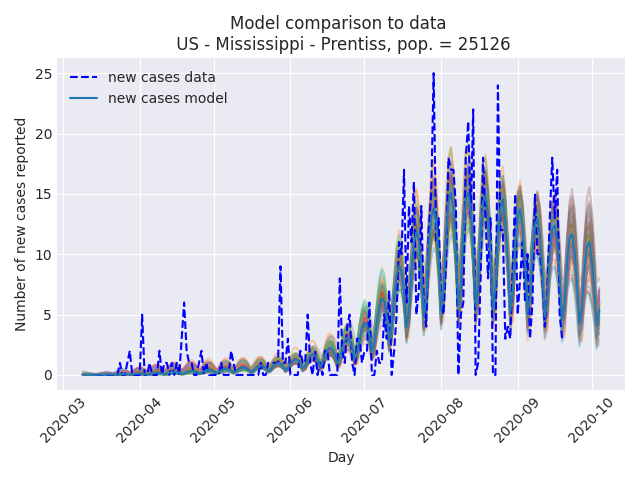 Model comparison to data
US - Mississippi - Prentiss, pop. = 25126
new cases data
new cases model
Number of new cases reported
25
20
15
10
5
0
2020-03
2020-04
2020-05
2020-06
2020-07
2020-08
2020-09
2020-10
Day